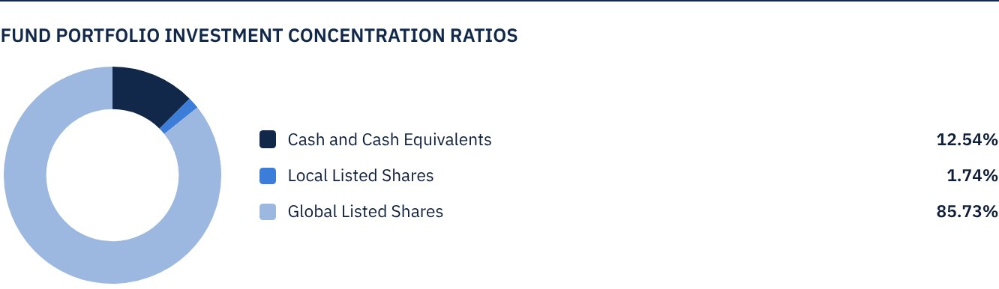 FUND PORTFOLIO INVESTMENT CONCENTRATION RATIOS
Cash and Cash Equivalents 12.54%
Local Listed Shares 1.74%
Global Listed Shares 85.73%